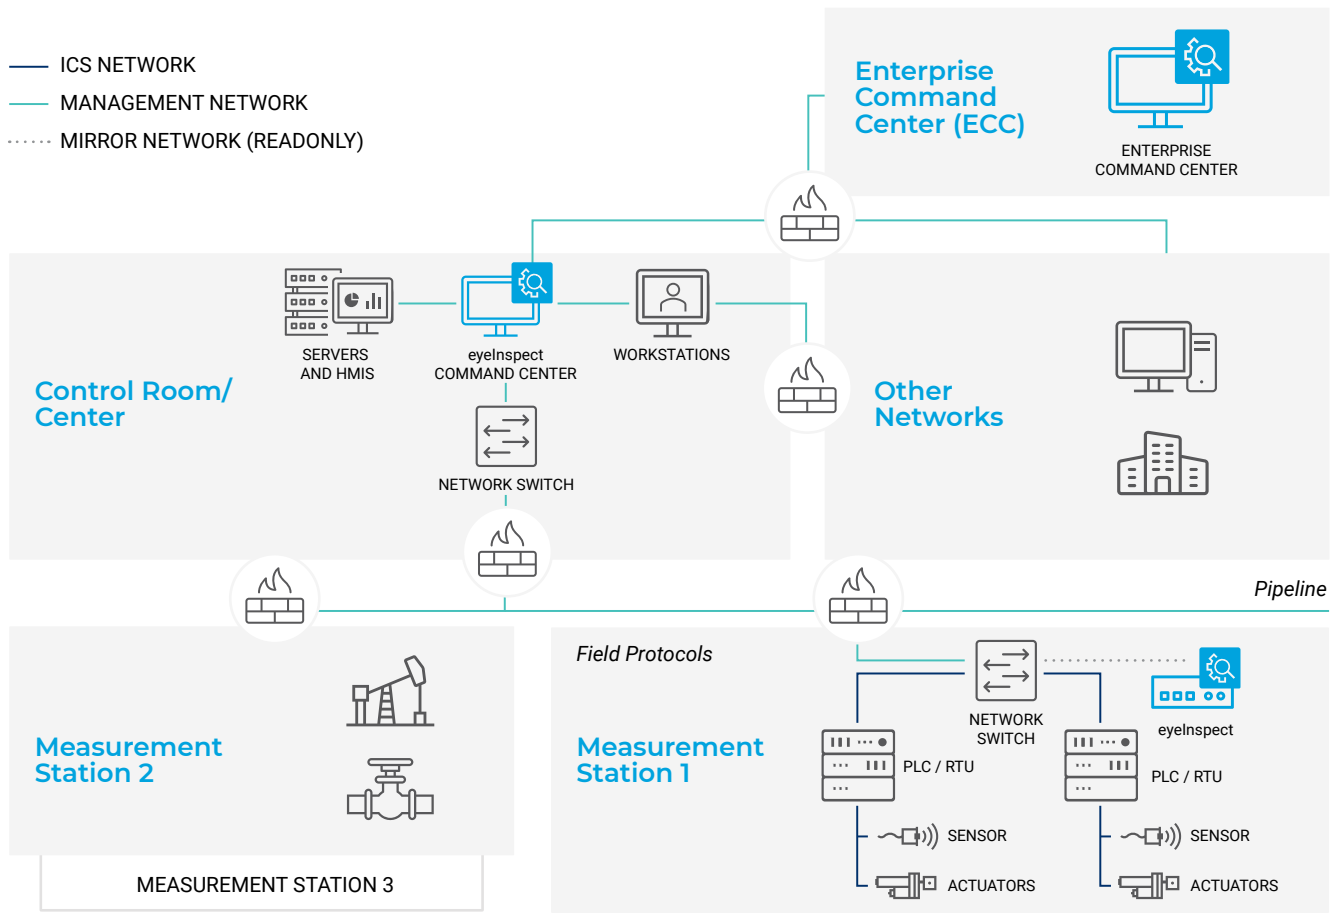 ICS NETWORK
MANAGEMENT NETWORK
MIRROR NETWORK (READONLY)
Enterprise
Command
Center (ECC)
ENTERPRISE
COMMAND CENTER
SERVERS
AND HMIS
eyeInspect
COMMAND CENTER
WORKSTATIONS
Control Room/
Center
NETWORK SWITCH
Other
Networks
Pipeline
Measurement
Station 2
MEASUREMENT STATION 3
Field Protocols
Measurement
Station 1
NETWORK
SWITCH
eyeInspect
PLC / RTU
PLC / RTU
SENSOR
SENSOR
ACTUATORS
ACTUATORS